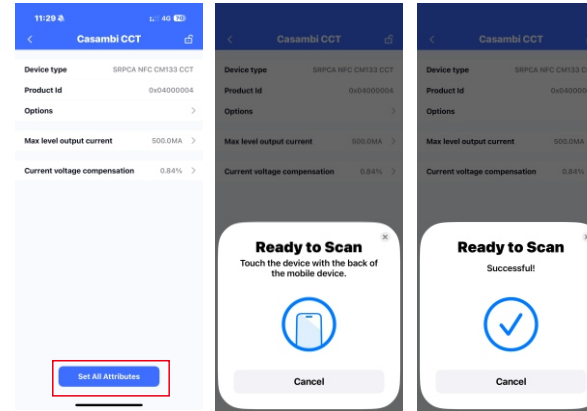 11:29
4G 70
Casambi CCT
Device type SRPCA NFC CM133 CCT
Product Id 0x04000004
Options
Max level output current 500.0MA
Current voltage compensation 0.84%
Set All Attributes
Casambi CCT
Device type SRPCA NFC CM133 CCT
Product Id 0x04000004
Options
Max level output current 500.0MA
Current voltage compensation 0.84%
Ready to Scan
Touch the device with the back of
the mobile device.
Cancel
Casambi CCT
Device type SRPCA NFC CM133 CC
Product Id 0x0400000
Options
Max level output current 500.0MA
Current voltage compensation 0.84%
Ready to Scan
Successful!
Cancel